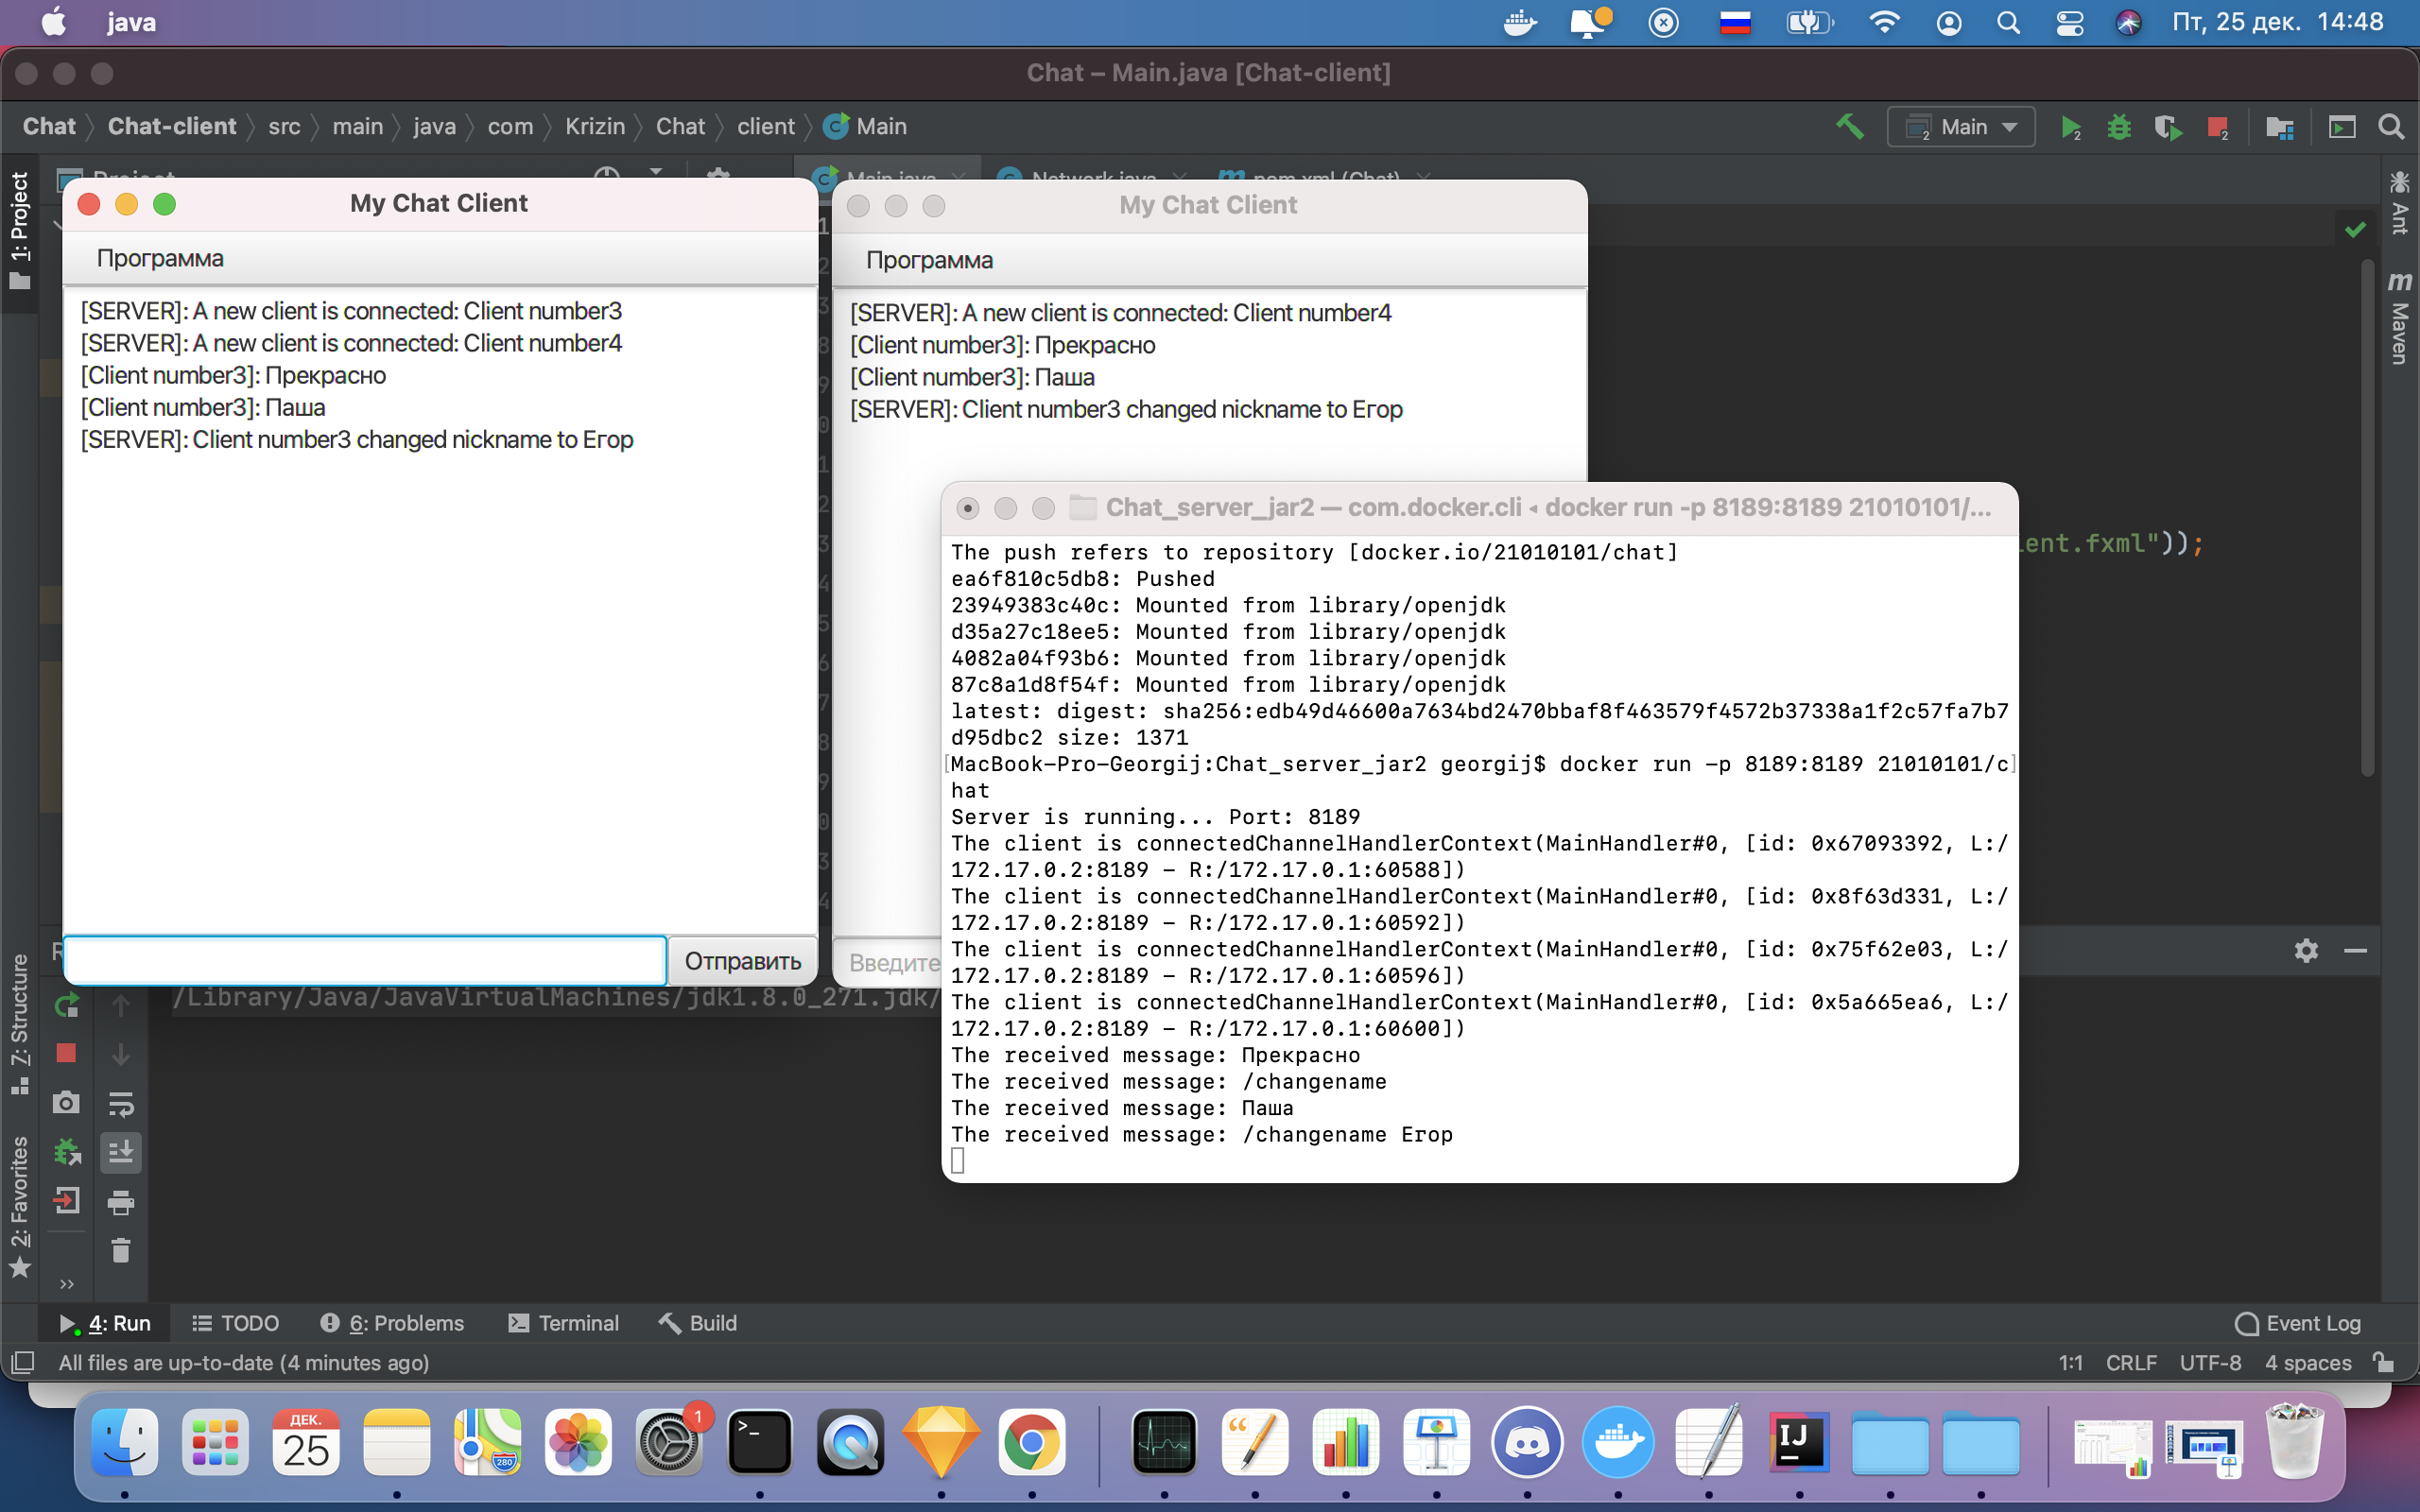 java
Пт, 25 дек. 14:48
Chat – Main.java [Chat-client]
Chat Chat-client src main java com Krizin Chat client Main
Main
Project
Main.java Network.java pom.xml (Chat)
1: Project
Ant
Maven
My Chat Client
Программа
[SERVER]: A new client is connected: Client number3
[SERVER]: A new client is connected: Client number4
[Client number3]: Прекрасно
[Client number3]: Паша
[SERVER]: Client number3 changed nickname to Егор
Отправить
My Chat Client
Программа
[SERVER]: A new client is connected: Client number4
[Client number3]: Прекрасно
[Client number3]: Паша
[SERVER]: Client number3 changed nickname to Егор
Введите
ent.fxml"));
Chat_server_jar2 — com.docker.cli ◂ docker run -p 8189:8189 21010101/...
The push refers to repository [docker.io/21010101/chat]
ea6f810c5db8: Pushed
23949383c40c: Mounted from library/openjdk
d35a27c18ee5: Mounted from library/openjdk
4082a04f93b6: Mounted from library/openjdk
87c8a1d8f54f: Mounted from library/openjdk
latest: digest: sha256:edb49d46600a7634bd2470bbaf8f463579f4572b37338a1f2c57fa7b7
d95dbc2 size: 1371
[MacBook-Pro-Georgij:Chat_server_jar2 georgij$ docker run -p 8189:8189 21010101/c]
hat
Server is running... Port: 8189
The client is connectedChannelHandlerContext(MainHandler#0, [id: 0x67093392, L:/
172.17.0.2:8189 - R:/172.17.0.1:60588])
The client is connectedChannelHandlerContext(MainHandler#0, [id: 0x8f63d331, L:/
172.17.0.2:8189 - R:/172.17.0.1:60592])
The client is connectedChannelHandlerContext(MainHandler#0, [id: 0x75f62e03, L:/
172.17.0.2:8189 - R:/172.17.0.1:60596])
The client is connectedChannelHandlerContext(MainHandler#0, [id: 0x5a665ea6, L:/
172.17.0.2:8189 - R:/172.17.0.1:60600])
The received message: Прекрасно
The received message: /changename
The received message: Паша
The received message: /changename Егор
/Library/Java/JavaVirtualMachines/jdk1.8.0_271.jdk/
7: Structure
2: Favorites
4: Run TODO 6: Problems Terminal Build
Event Log
All files are up-to-date (4 minutes ago)
1:1 CRLF UTF-8 4 spaces
ДЕК.
25
280
1
IJ